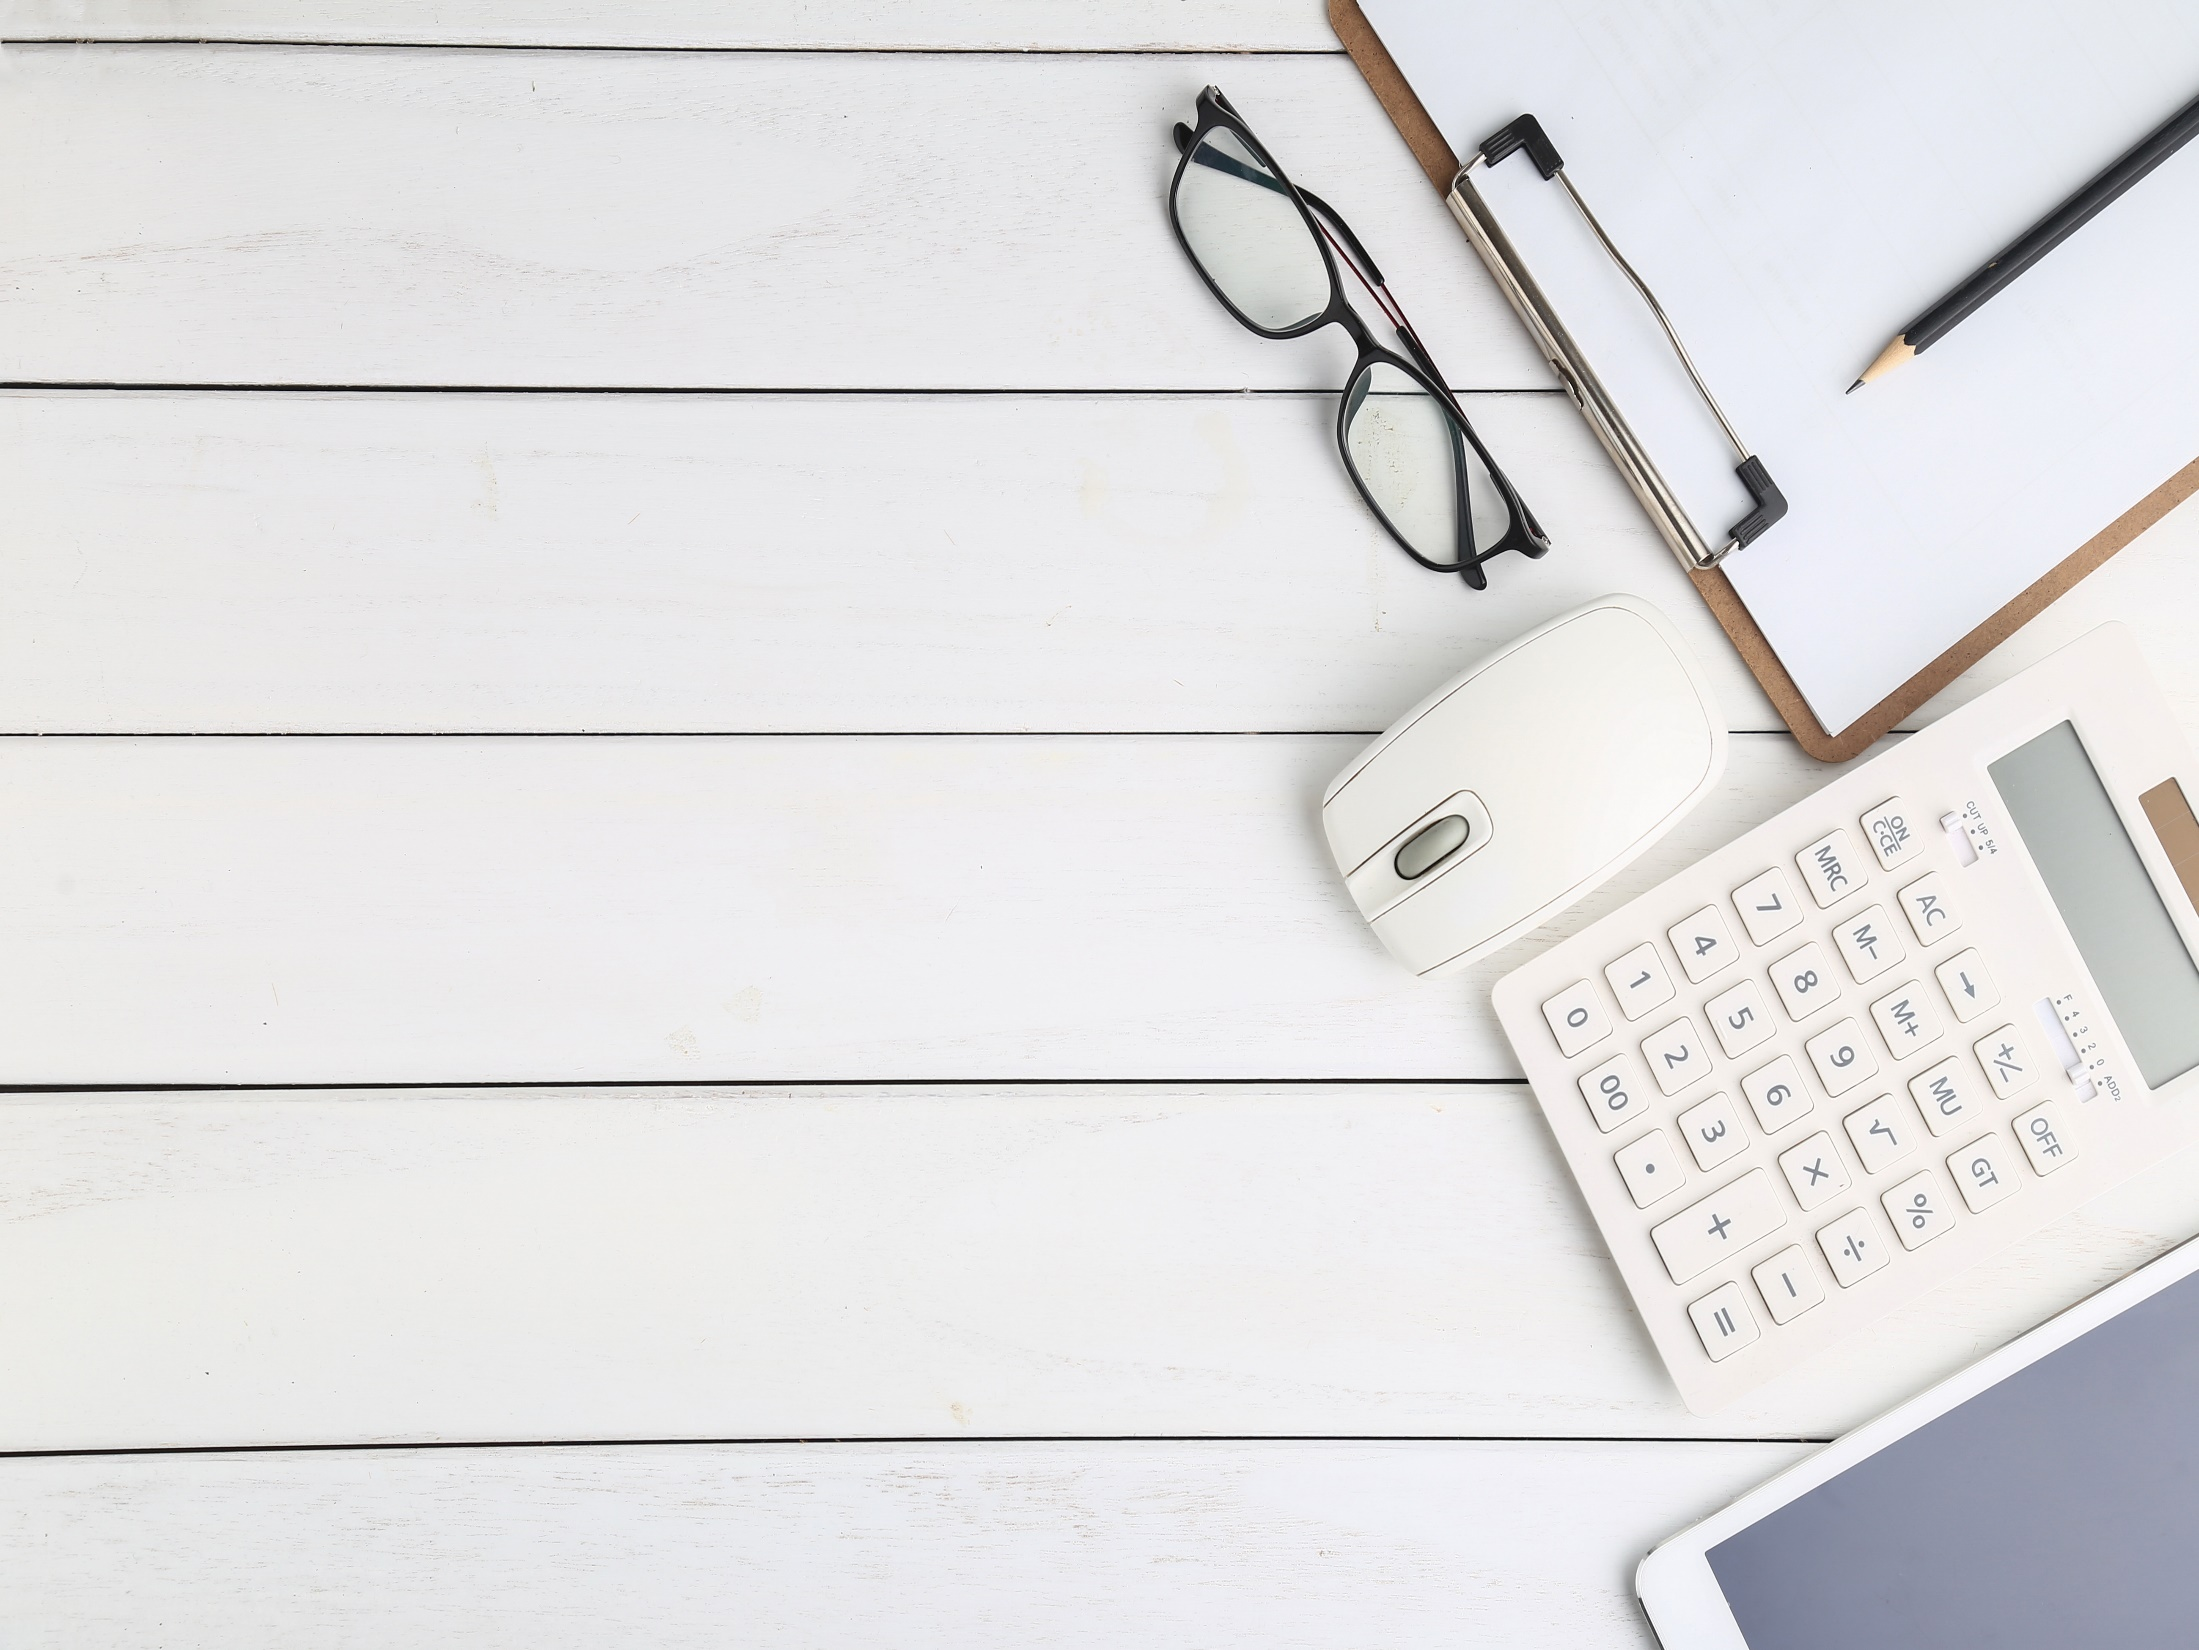 CUT UP 5/4
F 4 3 2 0 ADD₂
ON
C·CE
AC
→
+/−
OFF
MRC
M−
M+
MU
GT
7
8
9
√
%
4
5
6
×
÷
1
2
3
+
−
0
00
•
=